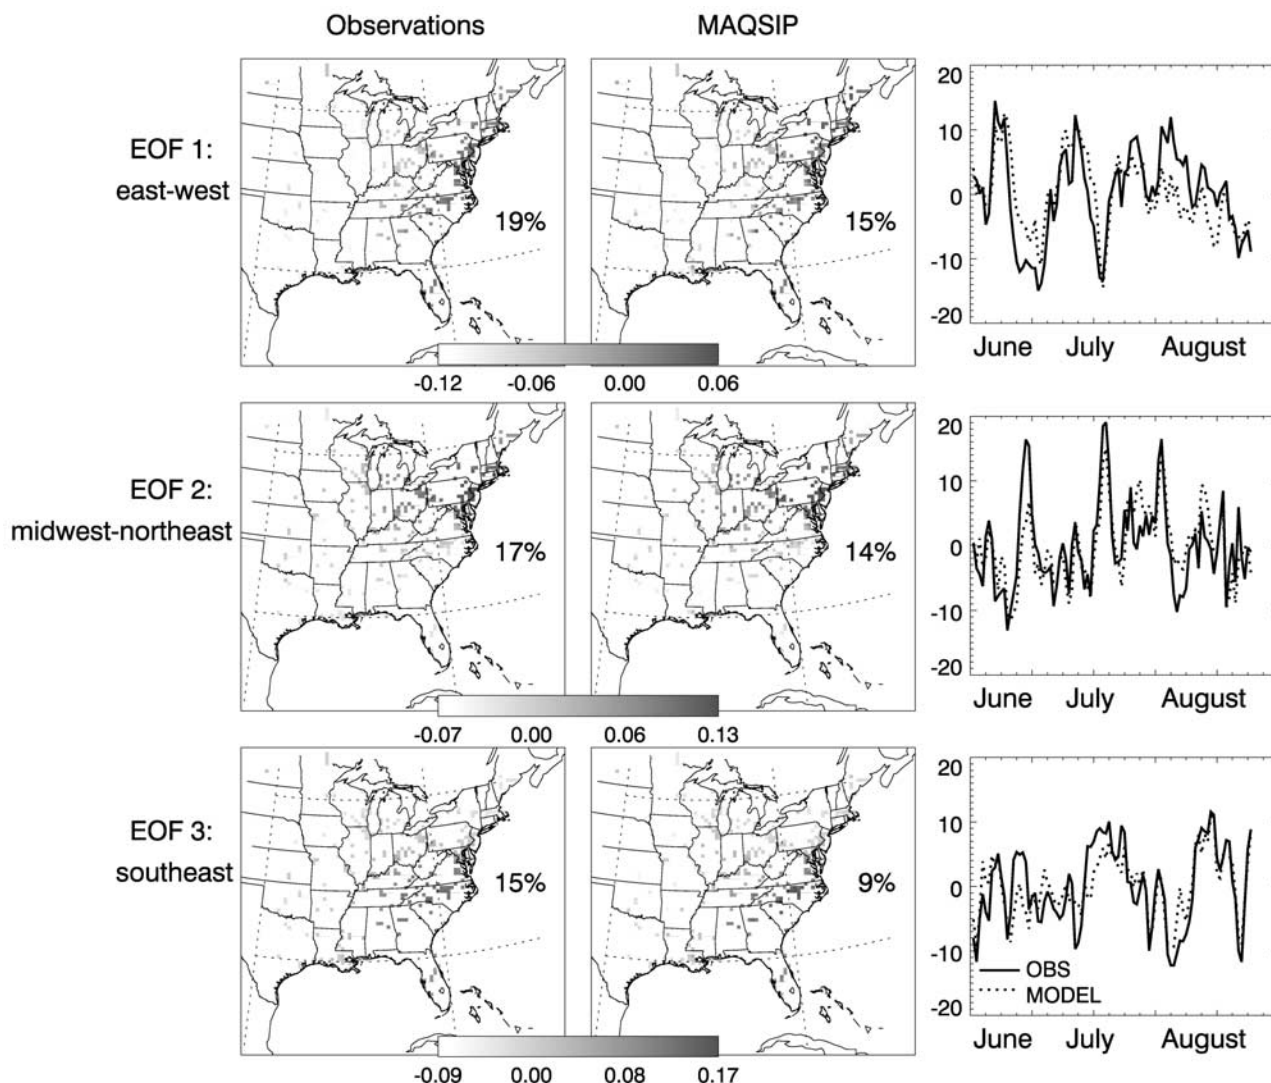 Observations MAQSIP
EOF 1:
east-west
19%
15%
20
10
0
-10
-20
June July August
-0.12 -0.06 0.00 0.06
EOF 2:
midwest-northeast
17%
14%
20
10
0
-10
-20
June July August
-0.07 0.00 0.06 0.13
EOF 3:
southeast
15%
9%
20
10
0
-10
-20
OBS
MODEL
June July August
-0.09 0.00 0.08 0.17